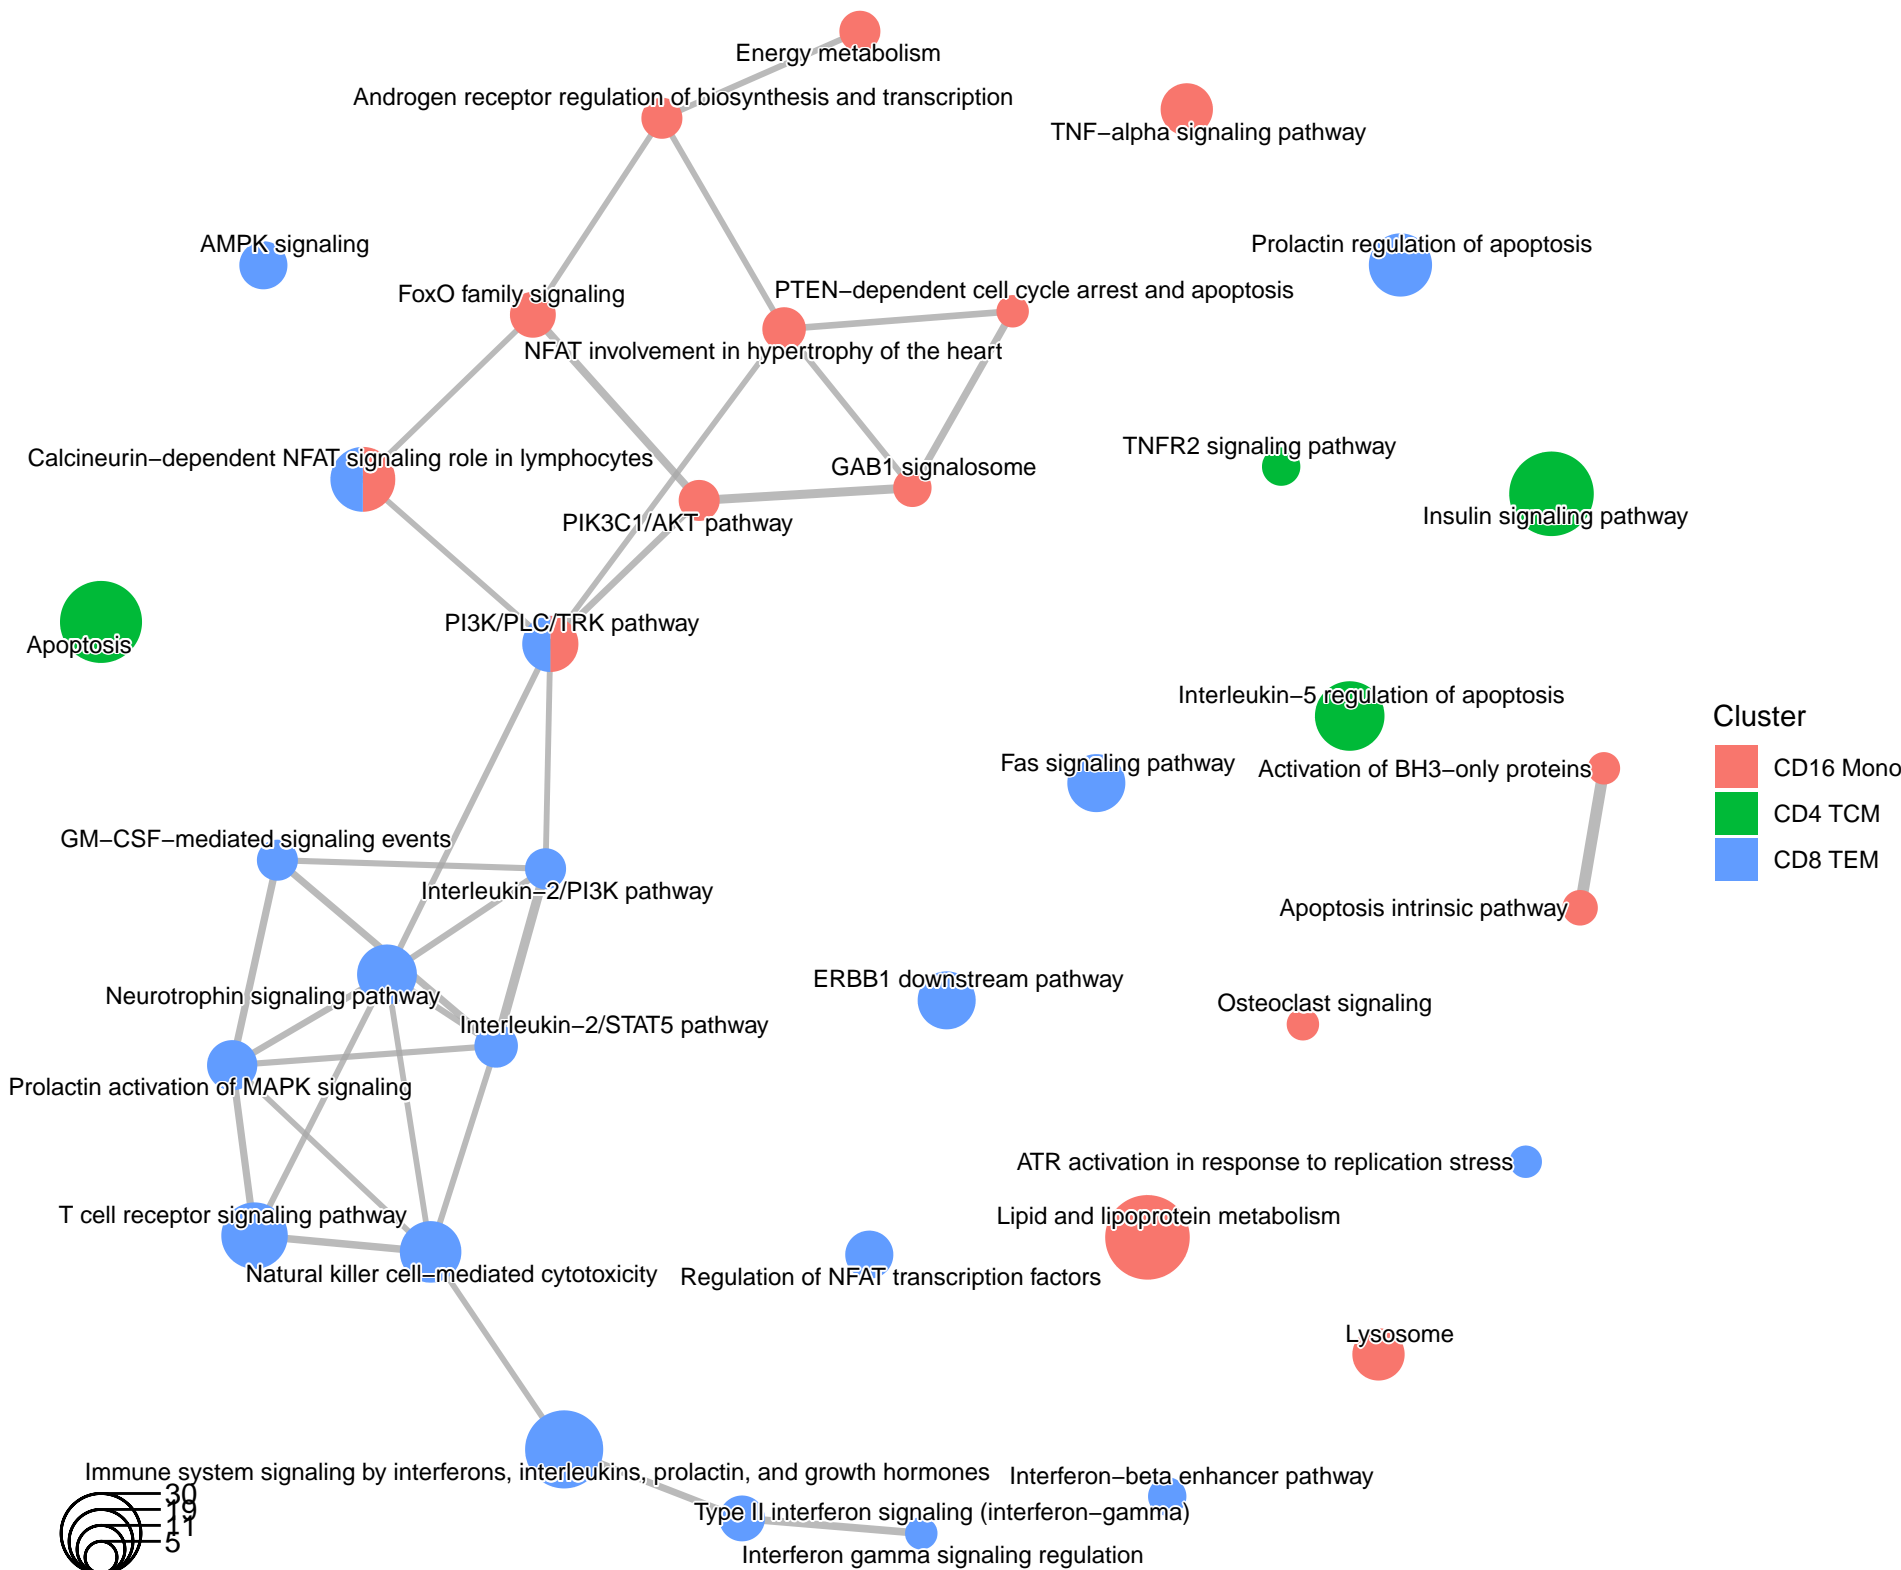 Energy metabolism
Androgen receptor regulation of biosynthesis and transcription
TNF−alpha signaling pathway
AMPK signaling
Prolactin regulation of apoptosis
FoxO family signaling
PTEN−dependent cell cycle arrest and apoptosis
NFAT involvement in hypertrophy of the heart
Calcineurin−dependent NFAT signaling role in lymphocytes
GAB1 signalosome
TNFR2 signaling pathway
PIK3C1/AKT pathway
Insulin signaling pathway
PI3K/PLC/TRK pathway
Apoptosis
Interleukin−5 regulation of apoptosis
Fas signaling pathway
Activation of BH3−only proteins
Cluster
CD16 Mono
CD4 TCM
CD8 TEM
GM−CSF−mediated signaling events
Interleukin−2/PI3K pathway
Apoptosis intrinsic pathway
ERBB1 downstream pathway
Neurotrophin signaling pathway
Osteoclast signaling
Interleukin−2/STAT5 pathway
Prolactin activation of MAPK signaling
ATR activation in response to replication stress
T cell receptor signaling pathway
Lipid and lipoprotein metabolism
Natural killer cell−mediated cytotoxicity
Regulation of NFAT transcription factors
Lysosome
Immune system signaling by interferons, interleukins, prolactin, and growth hormones
Interferon−beta enhancer pathway
Type II interferon signaling (interferon−gamma)
Interferon gamma signaling regulation
30
19
11
5